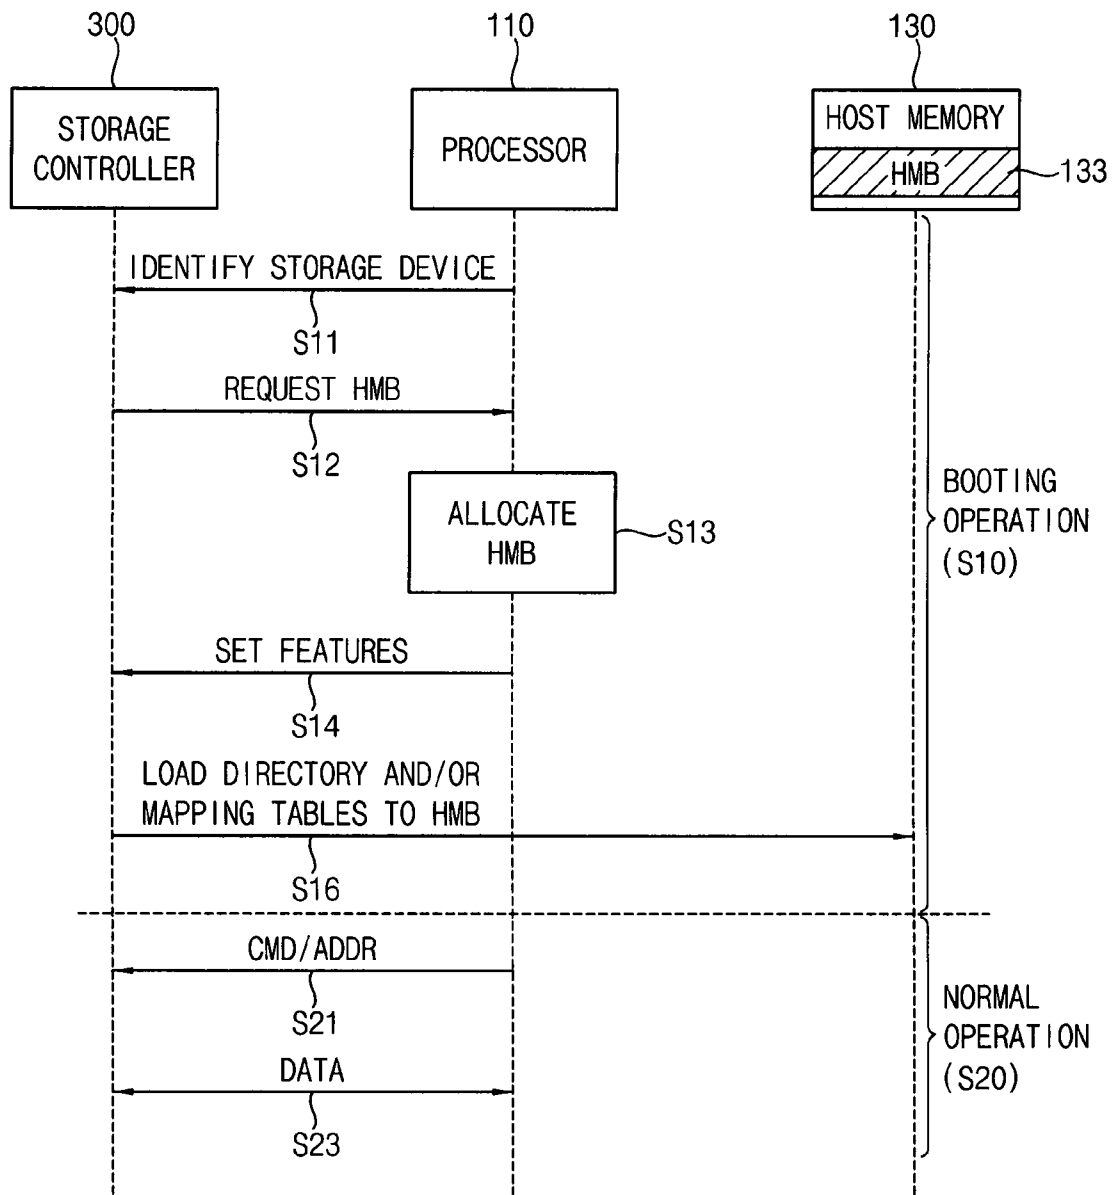 300
110
130
STORAGE
CONTROLLER
PROCESSOR
HOST MEMORY
HMB
133
IDENTIFY STORAGE DEVICE
S11
REQUEST HMB
S12
ALLOCATE
HMB
S13
BOOTING
OPERATION
(S10)
SET FEATURES
S14
LOAD DIRECTORY AND/OR
MAPPING TABLES TO HMB
S16
CMD/ADDR
S21
NORMAL
OPERATION
(S20)
DATA
S23